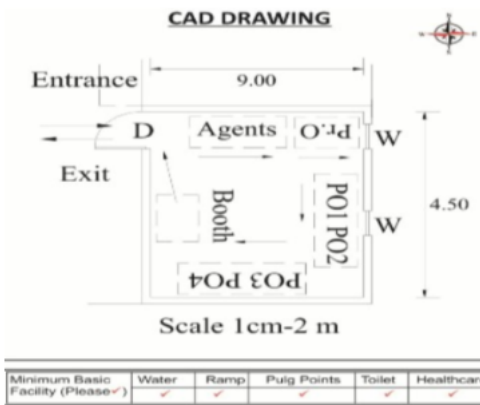 CAD DRAWING
Entrance
9.00
D
Agents
Pr.O
W
Exit
Booth
PO1 PO2
4.50
W
PO3 PO4
Scale 1cm-2 m
Minimum Basic Facility (Please✓)
Water
Ramp
Pulg Points
Toilet
Healthcar
✓ ✓ ✓ ✓ ✓